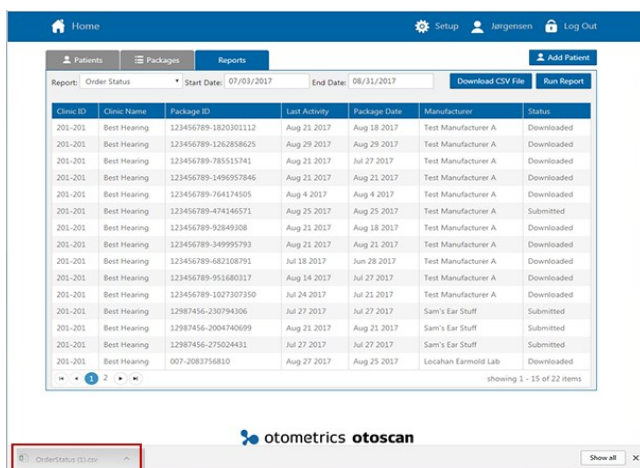 Home Setup Jørgensen Log Out
Patients Packages Reports Add Patient
Report: Order Status Start Date: 07/03/2017 End Date: 08/31/2017 Download CSV File Run Report
Clinic ID Clinic Name Package ID Last Activity Package Date Manufacturer Status
201-201 Best Hearing 123456789-1820301112 Aug 21 2017 Aug 18 2017 Test Manufacturer A Downloaded
201-201 Best Hearing 123456789-1262858625 Aug 29 2017 Aug 29 2017 Test Manufacturer A Downloaded
201-201 Best Hearing 123456789-785515741 Aug 21 2017 Jul 27 2017 Test Manufacturer A Downloaded
201-201 Best Hearing 123456789-1496957846 Aug 21 2017 Aug 21 2017 Test Manufacturer A Downloaded
201-201 Best Hearing 123456789-764174505 Aug 4 2017 Aug 4 2017 Test Manufacturer A Downloaded
201-201 Best Hearing 123456789-474146571 Aug 25 2017 Aug 25 2017 Test Manufacturer A Submitted
201-201 Best Hearing 123456789-92849308 Aug 21 2017 Aug 18 2017 Test Manufacturer A Downloaded
201-201 Best Hearing 123456789-349995793 Aug 21 2017 Aug 21 2017 Test Manufacturer A Downloaded
201-201 Best Hearing 123456789-682108791 Jul 18 2017 Jun 28 2017 Test Manufacturer A Downloaded
201-201 Best Hearing 123456789-951680317 Aug 14 2017 Jul 27 2017 Test Manufacturer A Downloaded
201-201 Best Hearing 123456789-1027307350 Jul 24 2017 Jul 21 2017 Test Manufacturer A Downloaded
201-201 Best Hearing 12987456-230794306 Jul 27 2017 Jul 27 2017 Sam's Ear Stuff Submitted
201-201 Best Hearing 12987456-2004740699 Aug 21 2017 Aug 21 2017 Sam's Ear Stuff Submitted
201-201 Best Hearing 12987456-275024431 Jul 27 2017 Jul 27 2017 Sam's Ear Stuff Submitted
201-201 Best Hearing 007-2083756810 Aug 27 2017 Aug 25 2017 Locahan Earmold Lab Downloaded
1 2 showing 1 - 15 of 22 items
otometrics otoscan
OrderStatus (1).csv Show all